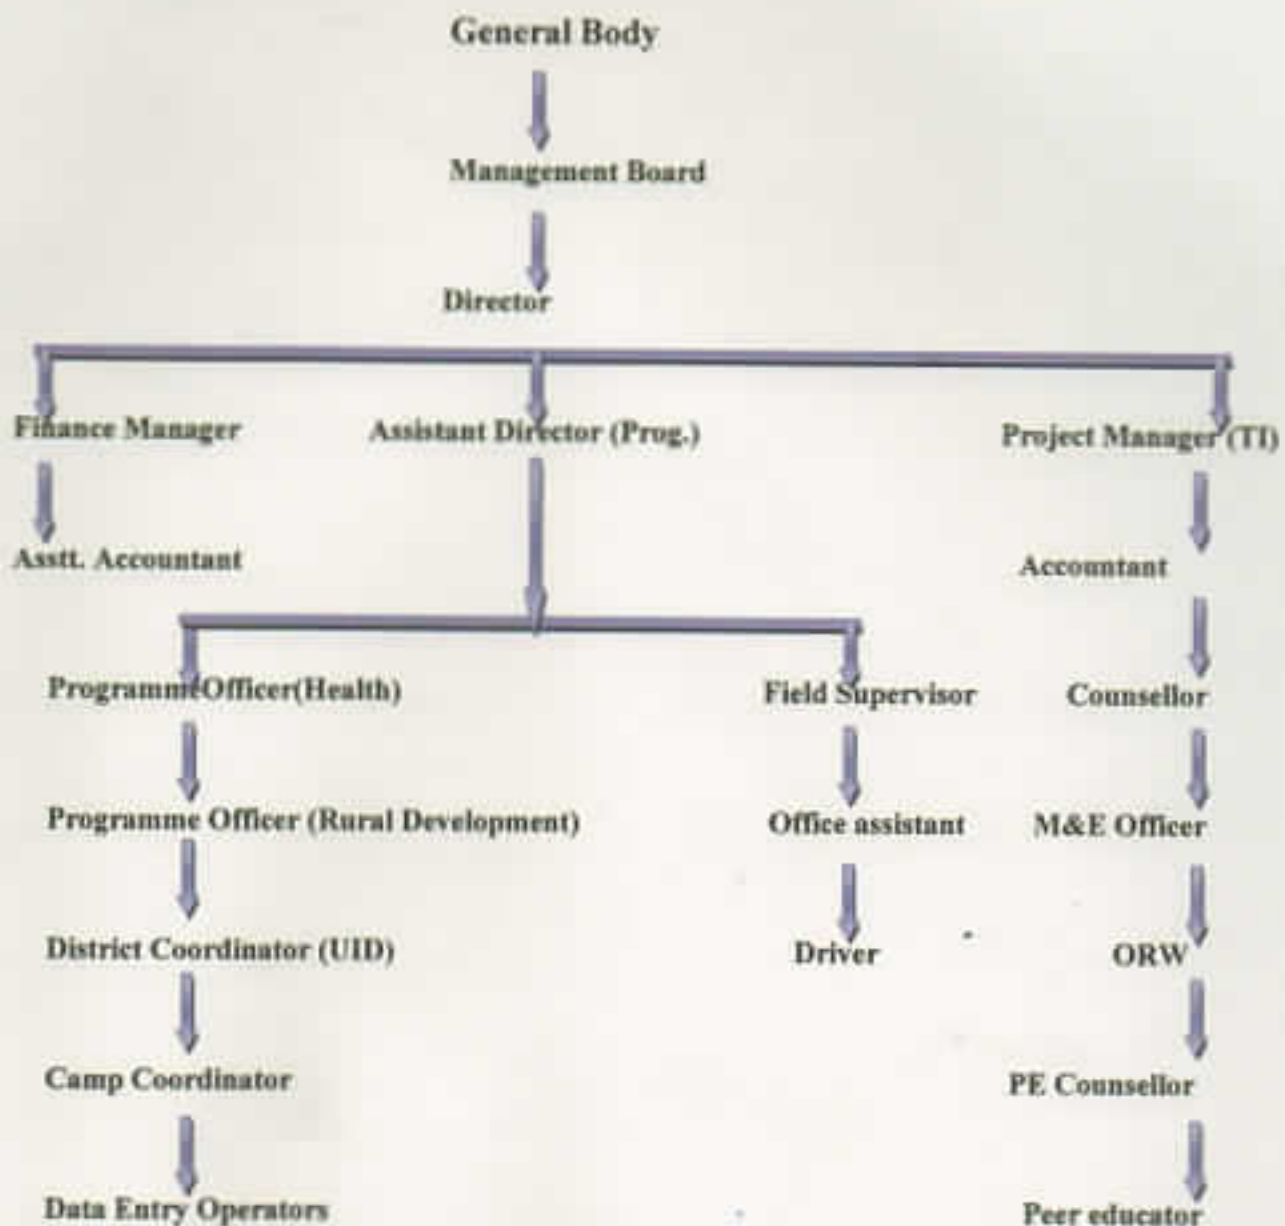 General Body
Management Board
Director
Finance Manager
Assistant Director (Prog.)
Project Manager (TI)
Asstt. Accountant
Accountant
Programme Officer(Health)
Field Supervisor
Counsellor
Programme Officer (Rural Development)
Office assistant
M&E Officer
District Coordinator (UID)
Driver
ORW
Camp Coordinator
PE Counsellor
Data Entry Operators
Peer educator